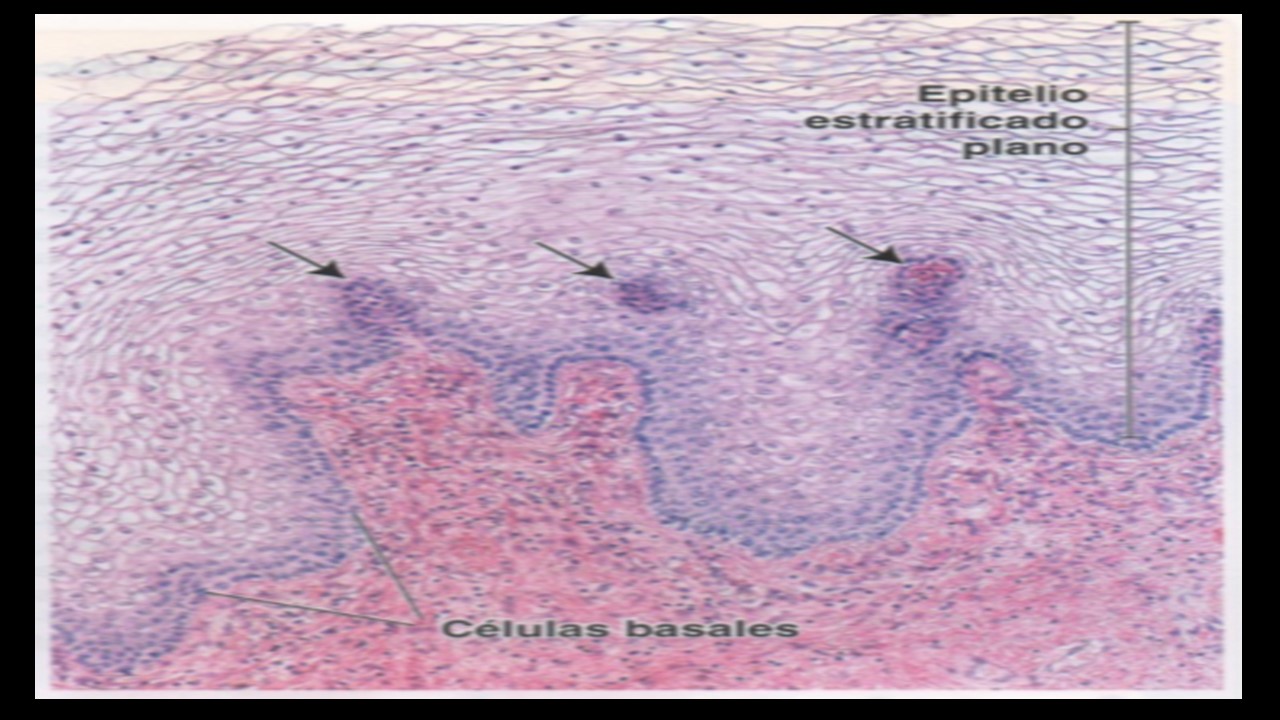 Epitelio
estratificado
plano
Células basales